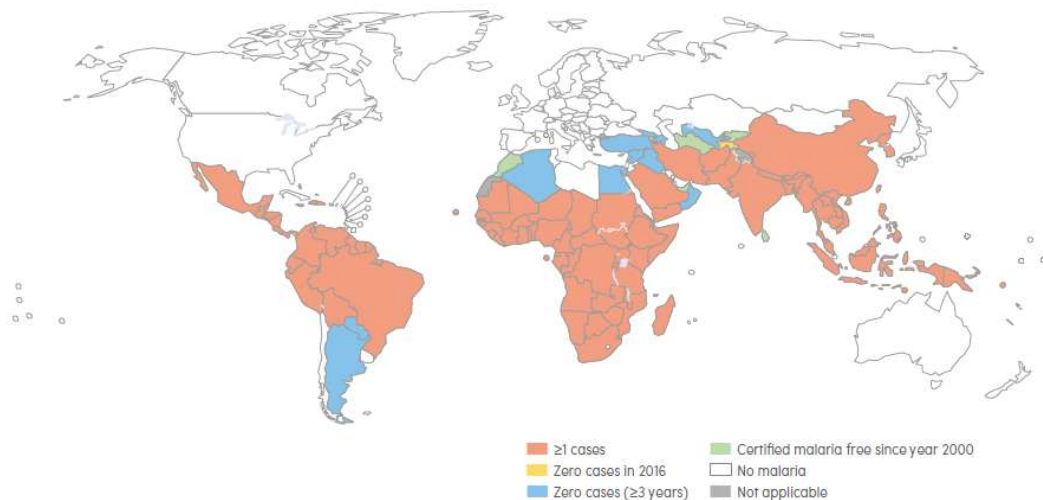 ≥1 cases
Zero cases in 2016
Zero cases (≥3 years)
Certified malaria free since year 2000
No malaria
Not applicable